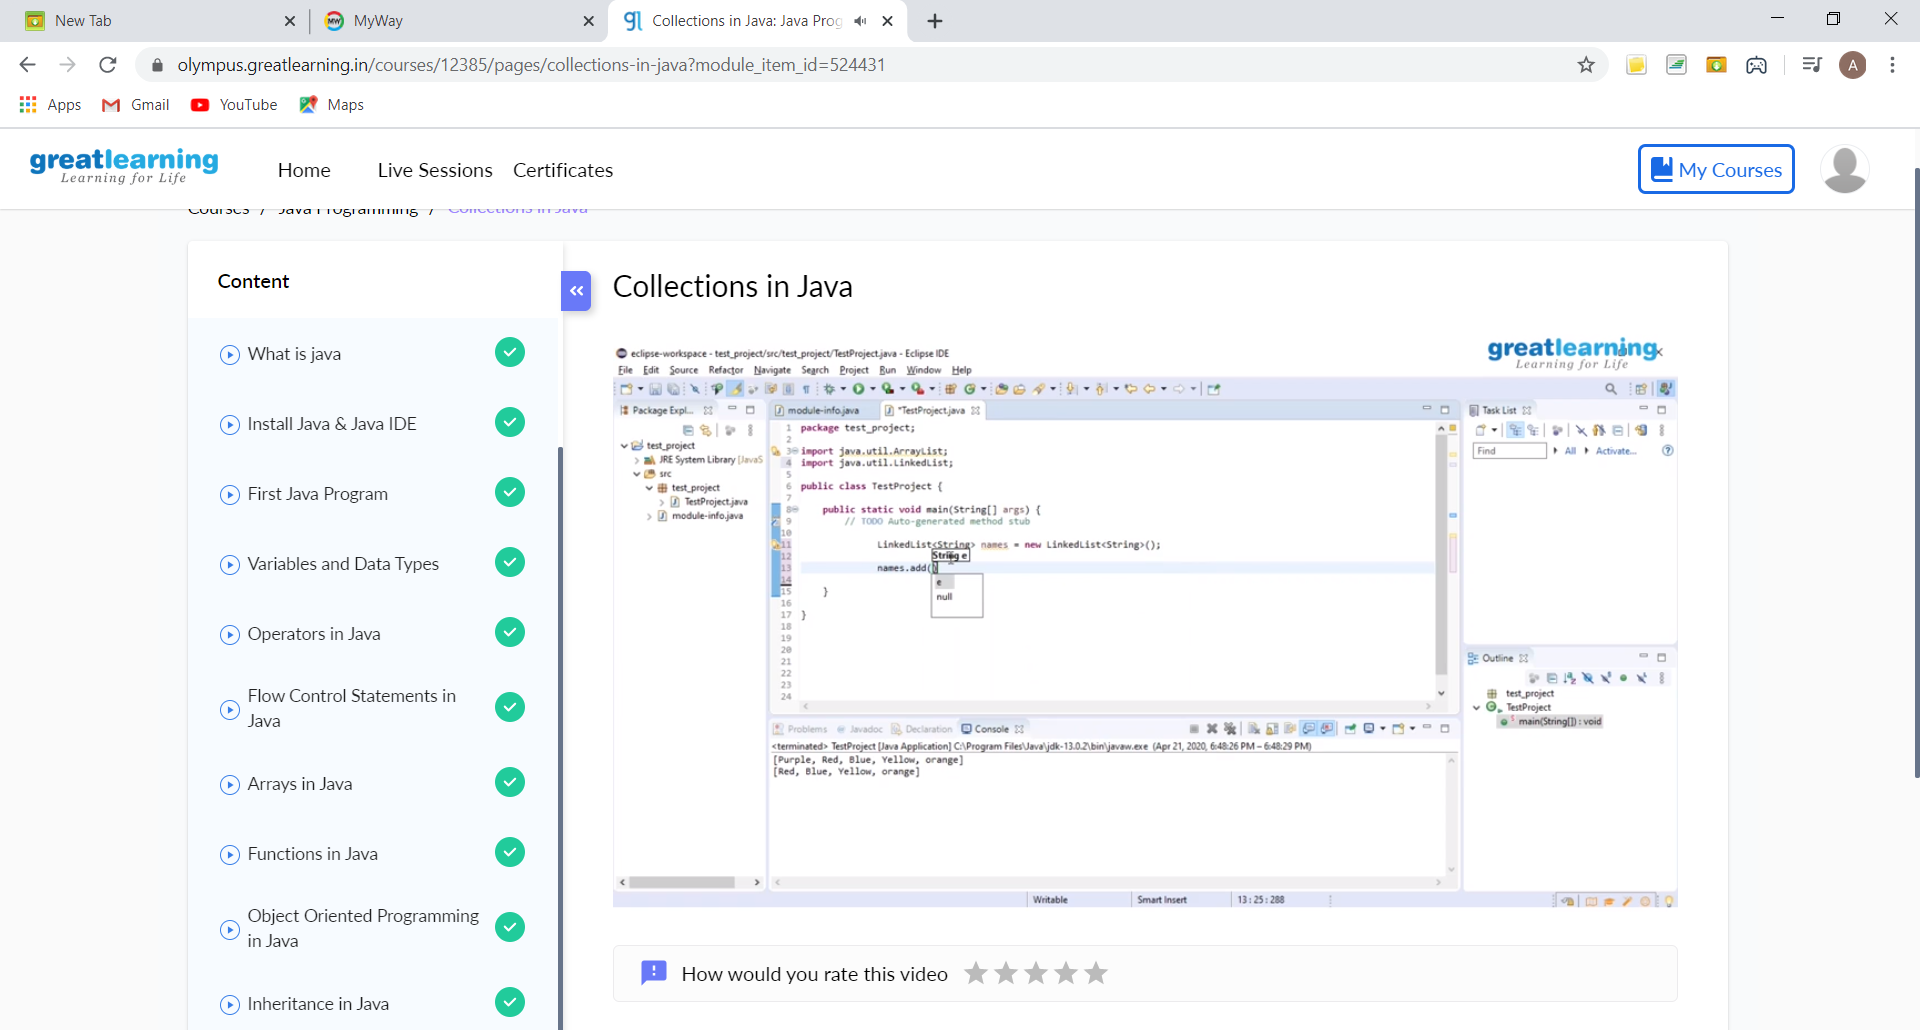 New Tab
MyWay
Collections in Java: Java Prog
olympus.greatlearning.in/courses/12385/pages/collections-in-java?module_item_id=524431
A
Apps
Gmail
YouTube
Maps
greatlearning
Learning for Life
Home
Live Sessions
Certificates
My Courses
Courses / Java Programming / Collections in Java
Content
What is java
Install Java & Java IDE
First Java Program
Variables and Data Types
Operators in Java
Flow Control Statements in
Java
Arrays in Java
Functions in Java
Object Oriented Programming
in Java
Inheritance in Java
Collections in Java
eclipse-workspace - test_project/src/test_project/TestProject.java - Eclipse IDE
greatlearning
Learning for Life
File Edit Source Refactor Navigate Search Project Run Window Help
Package Expl...
test_project
JRE System Library [JavaS
src
test_project
TestProject.java
module-info.java
module-info.java
*TestProject.java
1 package test_project;
2
3 import java.util.ArrayList;
4 import java.util.LinkedList;
5
6 public class TestProject {
7
8 public static void main(String[] args) {
9 // TODO Auto-generated method stub
10
11 LinkedList<String> names = new LinkedList<String>();
12
String e
13 names.add()
14
e
null
15 }
16
17 }
18
19
20
21
22
23
24
Task List
Find
All
Activate...
Outline
test_project
TestProject
main(String[]) : void
Problems
Javadoc
Declaration
Console
<terminated> TestProject [Java Application] C:\Program Files\Java\jdk-13.0.2\bin\javaw.exe (Apr 21, 2020, 6:48:26 PM – 6:48:29 PM)
[Purple, Red, Blue, Yellow, orange]
[Red, Blue, Yellow, orange]
Writable
Smart Insert
13 : 25 : 288
How would you rate this video